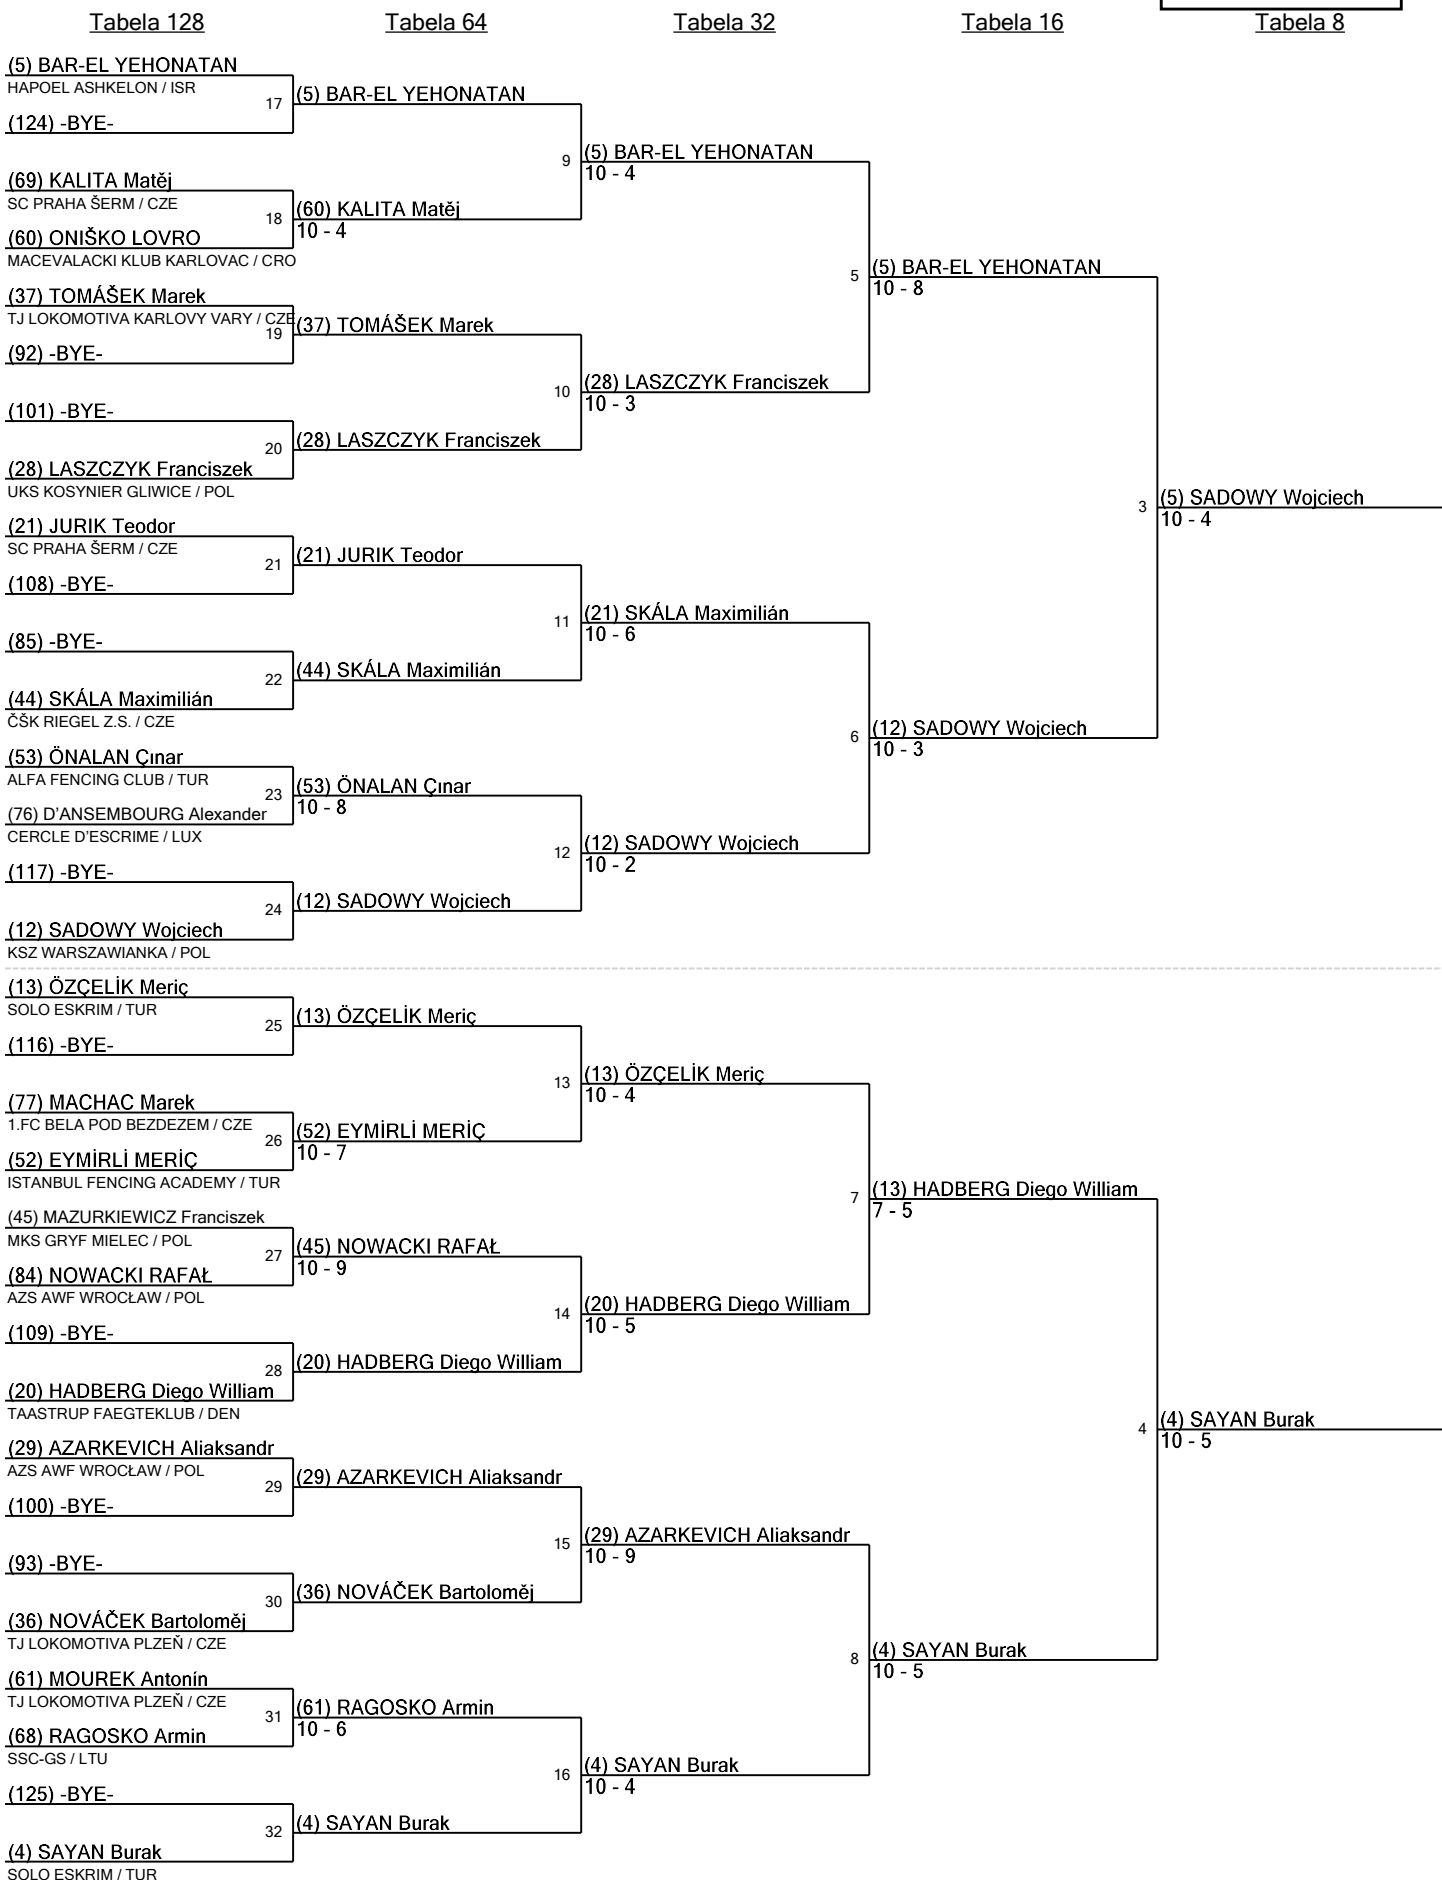 Tabela 128
Tabela 64
Tabela 32
Tabela 16
Tabela 8
(5) BAR-EL YEHONATAN
HAPOEL ASHKELON / ISR
17
(124) -BYE-
(69) KALITA Matěj
SC PRAHA ŠERM / CZE
18
(60) ONIŠKO LOVRO
MACEVALACKI KLUB KARLOVAC / CRO
(37) TOMÁŠEK Marek
TJ LOKOMOTIVA KARLOVY VARY / CZE
19
(92) -BYE-
(101) -BYE-
20
(28) LASZCZYK Franciszek
UKS KOSYNIER GLIWICE / POL
(21) JURIK Teodor
SC PRAHA ŠERM / CZE
21
(108) -BYE-
(85) -BYE-
22
(44) SKÁLA Maximilián
ČŠK RIEGEL Z.S. / CZE
(53) ÖNALAN Çınar
ALFA FENCING CLUB / TUR
23
(76) D'ANSEMBOURG Alexander
CERCLE D'ESCRIME / LUX
(117) -BYE-
24
(12) SADOWY Wojciech
KSZ WARSZAWIANKA / POL
(13) ÖZÇELİK Meriç
SOLO ESKRIM / TUR
25
(116) -BYE-
(77) MACHAC Marek
1.FC BELA POD BEZDEZEM / CZE
26
(52) EYMİRLİ MERİÇ
ISTANBUL FENCING ACADEMY / TUR
(45) MAZURKIEWICZ Franciszek
MKS GRYF MIELEC / POL
27
(84) NOWACKI RAFAŁ
AZS AWF WROCŁAW / POL
(109) -BYE-
28
(20) HADBERG Diego William
TAASTRUP FAEGTEKLUB / DEN
(29) AZARKEVICH Aliaksandr
AZS AWF WROCŁAW / POL
29
(100) -BYE-
(93) -BYE-
30
(36) NOVÁČEK Bartoloměj
TJ LOKOMOTIVA PLZEŇ / CZE
(61) MOUREK Antonín
TJ LOKOMOTIVA PLZEŇ / CZE
31
(68) RAGOSKO Armin
SSC-GS / LTU
(125) -BYE-
32
(4) SAYAN Burak
SOLO ESKRIM / TUR
(5) BAR-EL YEHONATAN
9
(60) KALITA Matěj
10 - 4
(37) TOMÁŠEK Marek
10
(28) LASZCZYK Franciszek
(21) JURIK Teodor
11
(44) SKÁLA Maximilián
(53) ÖNALAN Çınar
10 - 8
12
(12) SADOWY Wojciech
(13) ÖZÇELİK Meriç
13
(52) EYMİRLİ MERİÇ
10 - 7
(45) NOWACKI RAFAŁ
10 - 9
14
(20) HADBERG Diego William
(29) AZARKEVICH Aliaksandr
15
(36) NOVÁČEK Bartoloměj
(61) RAGOSKO Armin
10 - 6
16
(4) SAYAN Burak
(5) BAR-EL YEHONATAN
10 - 4
5
(28) LASZCZYK Franciszek
10 - 3
(21) SKÁLA Maximilián
10 - 6
6
(12) SADOWY Wojciech
10 - 2
(13) ÖZÇELİK Meriç
10 - 4
7
(20) HADBERG Diego William
10 - 5
(29) AZARKEVICH Aliaksandr
10 - 9
8
(4) SAYAN Burak
10 - 4
(5) BAR-EL YEHONATAN
10 - 8
3
(12) SADOWY Wojciech
10 - 3
(13) HADBERG Diego William
7 - 5
4
(4) SAYAN Burak
10 - 5
(5) SADOWY Wojciech
10 - 4
(4) SAYAN Burak
10 - 5